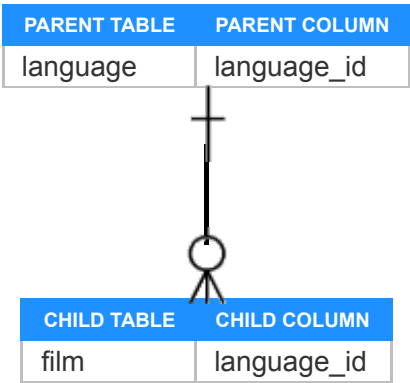 PARENT TABLE PARENT COLUMN
language language_id
CHILD TABLE CHILD COLUMN
film language_id